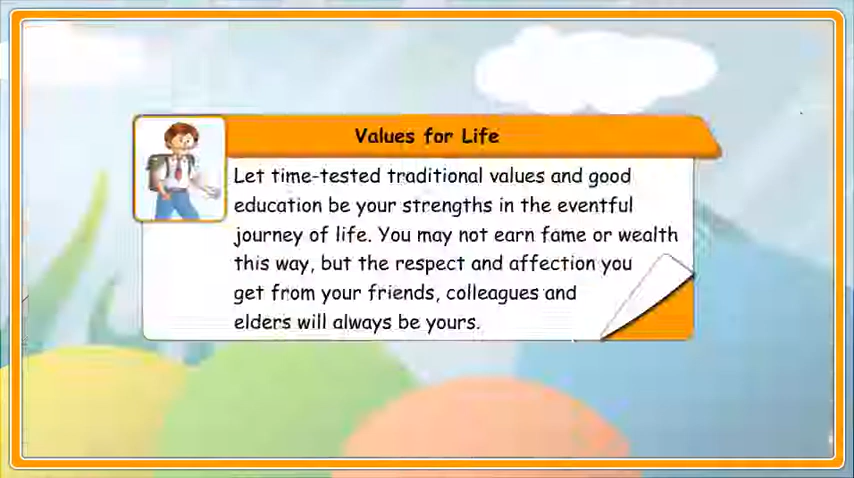 Values for Life
Let time-tested traditional values and good
education be your strengths in the eventful
journey of life. You may not earn fame or wealth
this way, but the respect and affection you
get from your friends, colleagues and
elders will always be yours.